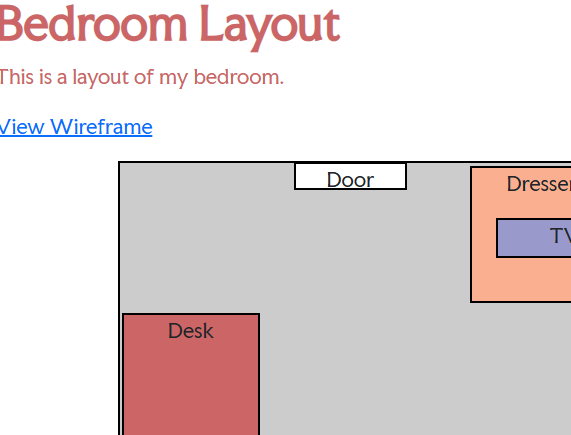 Bedroom Layout
This is a layout of my bedroom.
View Wireframe
Door
Dresser
TV
Desk